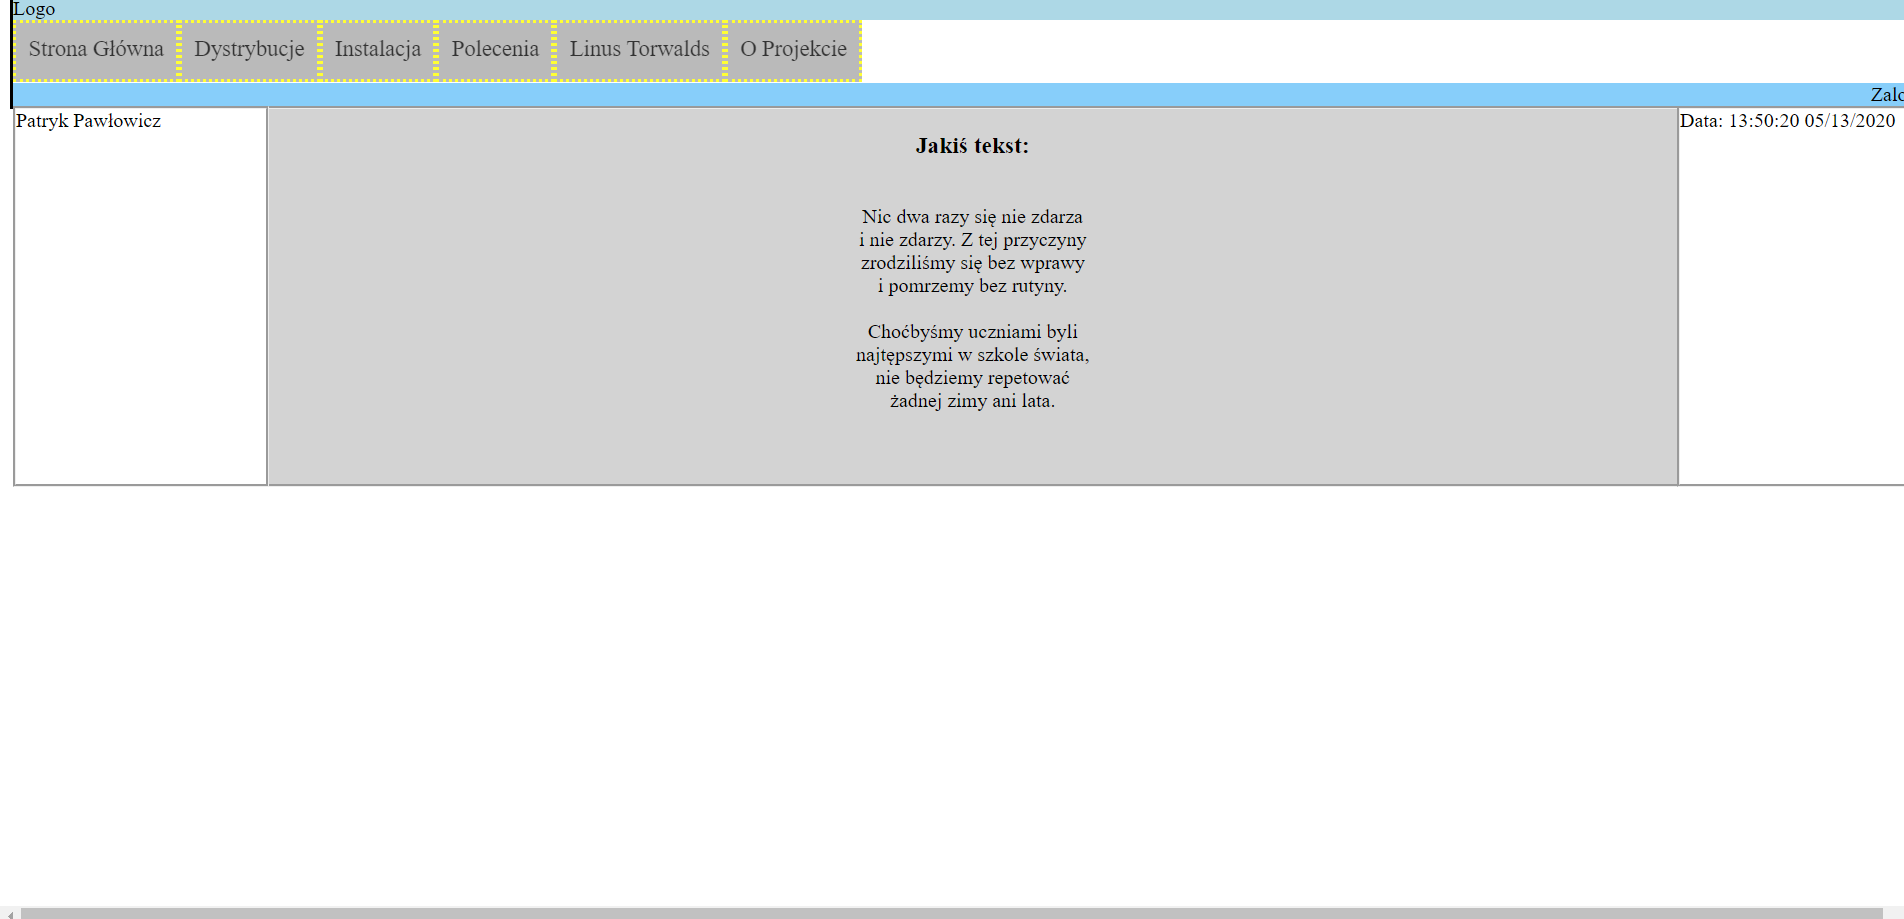 Logo
Strona Główna Dystrybucje Instalacja Polecenia Linus Torwalds O Projekcie
Zalo
Patryk Pawłowicz
Jakiś tekst:
Nic dwa razy się nie zdarza
i nie zdarzy. Z tej przyczyny
zrodziliśmy się bez wprawy
i pomrzemy bez rutyny.
Choćbyśmy uczniami byli
najtępszymi w szkole świata,
nie będziemy repetować
żadnej zimy ani lata.
Data: 13:50:20 05/13/2020